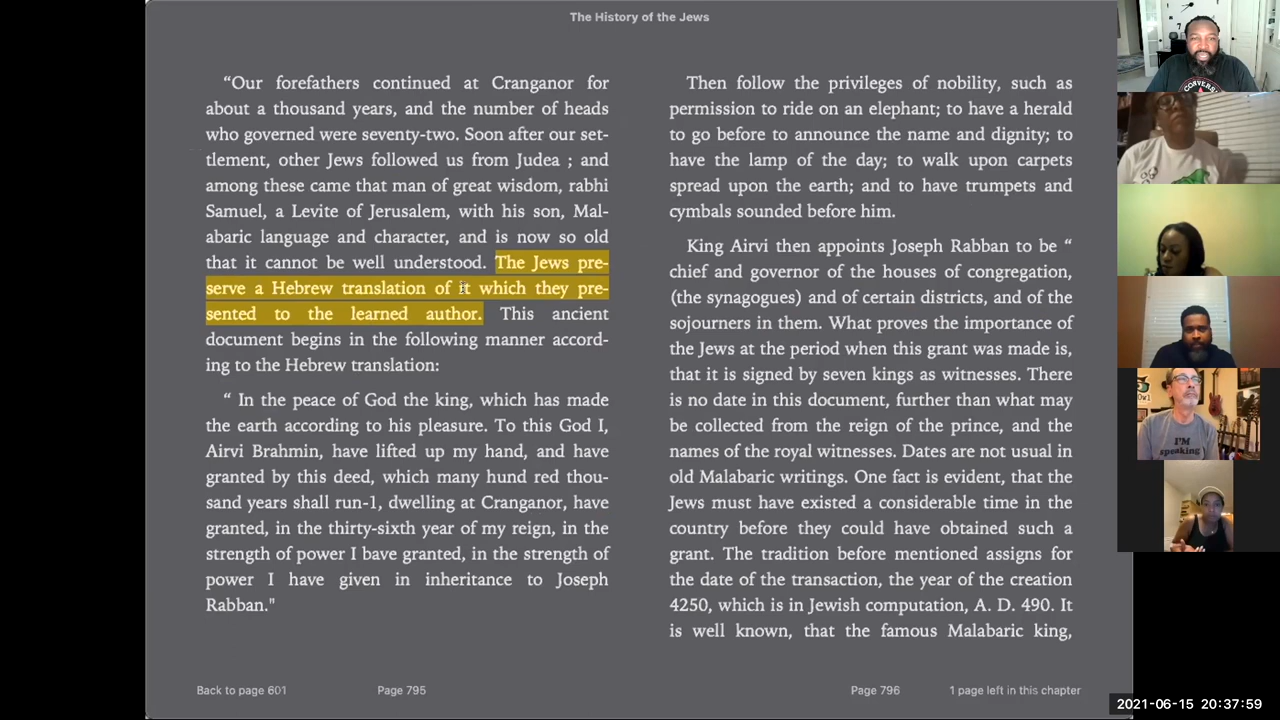 The History of the Jews
“Our forefathers continued at Cranganor for
about a thousand years, and the number of heads
who governed were seventy-two. Soon after our set-
tlement, other Jews followed us from Judea ; and
among these came that man of great wisdom, rabbi
Samuel, a Levite of Jerusalem, with his son, Mal-
abaric language and character, and is now so old
that it cannot be well understood. The Jews pre-
serve a Hebrew translation of it which they pre-
sented to the learned author. This ancient
document begins in the following manner accord-
ing to the Hebrew translation:
“ In the peace of God the king, which has made
the earth according to his pleasure. To this God I,
Airvi Brahmin, have lifted up my hand, and have
granted by this deed, which many hund red thou-
sand years shall run-1, dwelling at Cranganor, have
granted, in the thirty-sixth year of my reign, in the
strength of power I bave granted, in the strength of
power I have given in inheritance to Joseph
Rabban."
Back to page 601
Page 795
Then follow the privileges of nobility, such as
permission to ride on an elephant; to have a herald
to go before to announce the name and dignity; to
have the lamp of the day; to walk upon carpets
spread upon the earth; and to have trumpets and
cymbals sounded before him.
King Airvi then appoints Joseph Rabban to be “
chief and governor of the houses of congregation,
(the synagogues) and of certain districts, and of the
sojourners in them. What proves the importance of
the Jews at the period when this grant was made is,
that it is signed by seven kings as witnesses. There
is no date in this document, further than what may
be collected from the reign of the prince, and the
names of the royal witnesses. Dates are not usual in
old Malabaric writings. One fact is evident, that the
Jews must have existed a considerable time in the
country before they could have obtained such a
grant. The tradition before mentioned assigns for
the date of the transaction, the year of the creation
4250, which is in Jewish computation, A. D. 490. It
is well known, that the famous Malabaric king,
Page 796
1 page left in this chapter
CONVERSE
I'M
speaking
2021-06-15 20:37:59